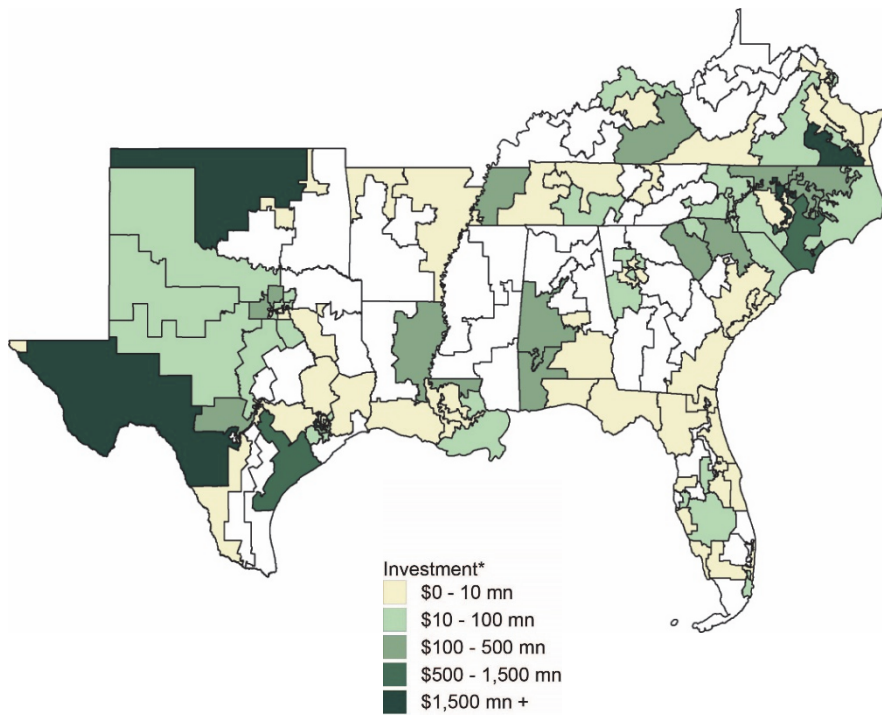 Investment*
$0 - 10 mn
$10 - 100 mn
$100 - 500 mn
$500 - 1,500 mn
$1,500 mn +